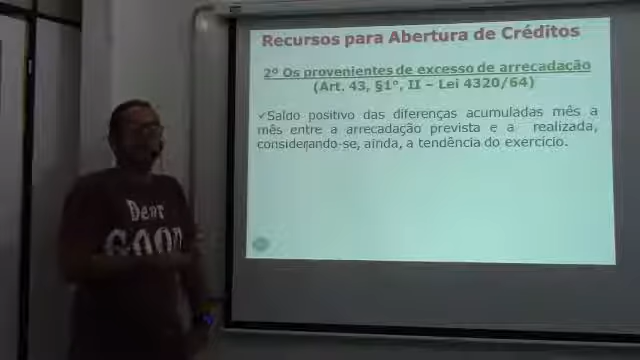 Recursos para Abertura de Créditos
2º Os provenientes de excesso de arrecadação
(Art. 43, §1º, II – Lei 4320/64)
✓Saldo positivo das diferenças acumuladas mês a
mês entre a arrecadação prevista e a realizada,
considerando-se, ainda, a tendência do exercício.
Dear
GOOD